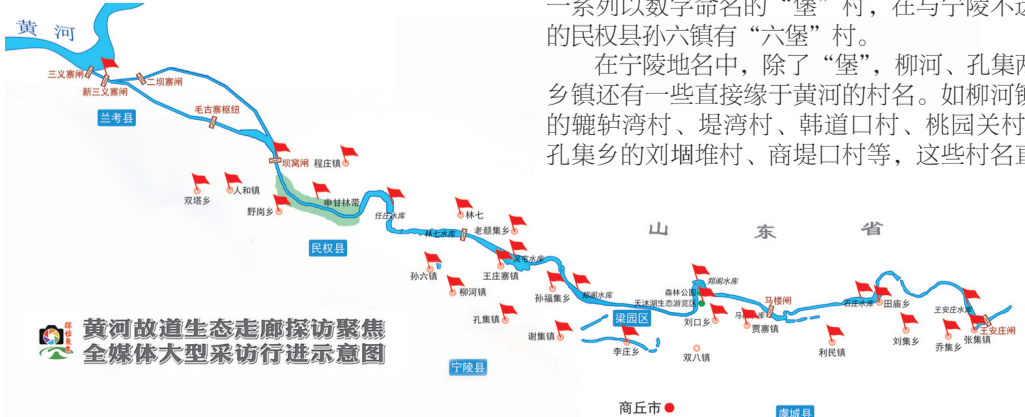 一系列以数字命名的“堡”村，在与宁陵不远
的民权县孙六镇有“六堡”村。
在宁陵地名中，除了“堡”，柳河、孔集两
乡镇还有一些直接缘于黄河的村名。如柳河镇
的辘轳湾村、堤湾村、韩道口村、桃园关村，
孔集乡的刘堌堆村、商堤口村等，这些村名直
黄 河
三义寨闸
新三义寨闸
二坝寨闸
兰考县
毛古寨枢纽
坝窝闸
程庄镇
双塔乡
人和镇
野岗乡
申甘林带
任庄水库
民权县
林七
林七水库
老颜集乡
吴屯水库
孙六镇
柳河镇
王庄寨镇
孔集镇
谢集镇
孙福集乡
郑阁水库
宁陵县
山 东 省
梁园区
李庄乡
森林公园
天沐湖生态游览区
郑阁水库
刘口乡
双八镇
马楼闸
贾寨镇
利民镇
石庄水库
田庙乡
刘集乡
乔集乡
王安庄水库
张集镇
王安庄闸
商丘市
虞城县
黄河故道生态走廊探访聚焦
全媒体大型采访行进示意图